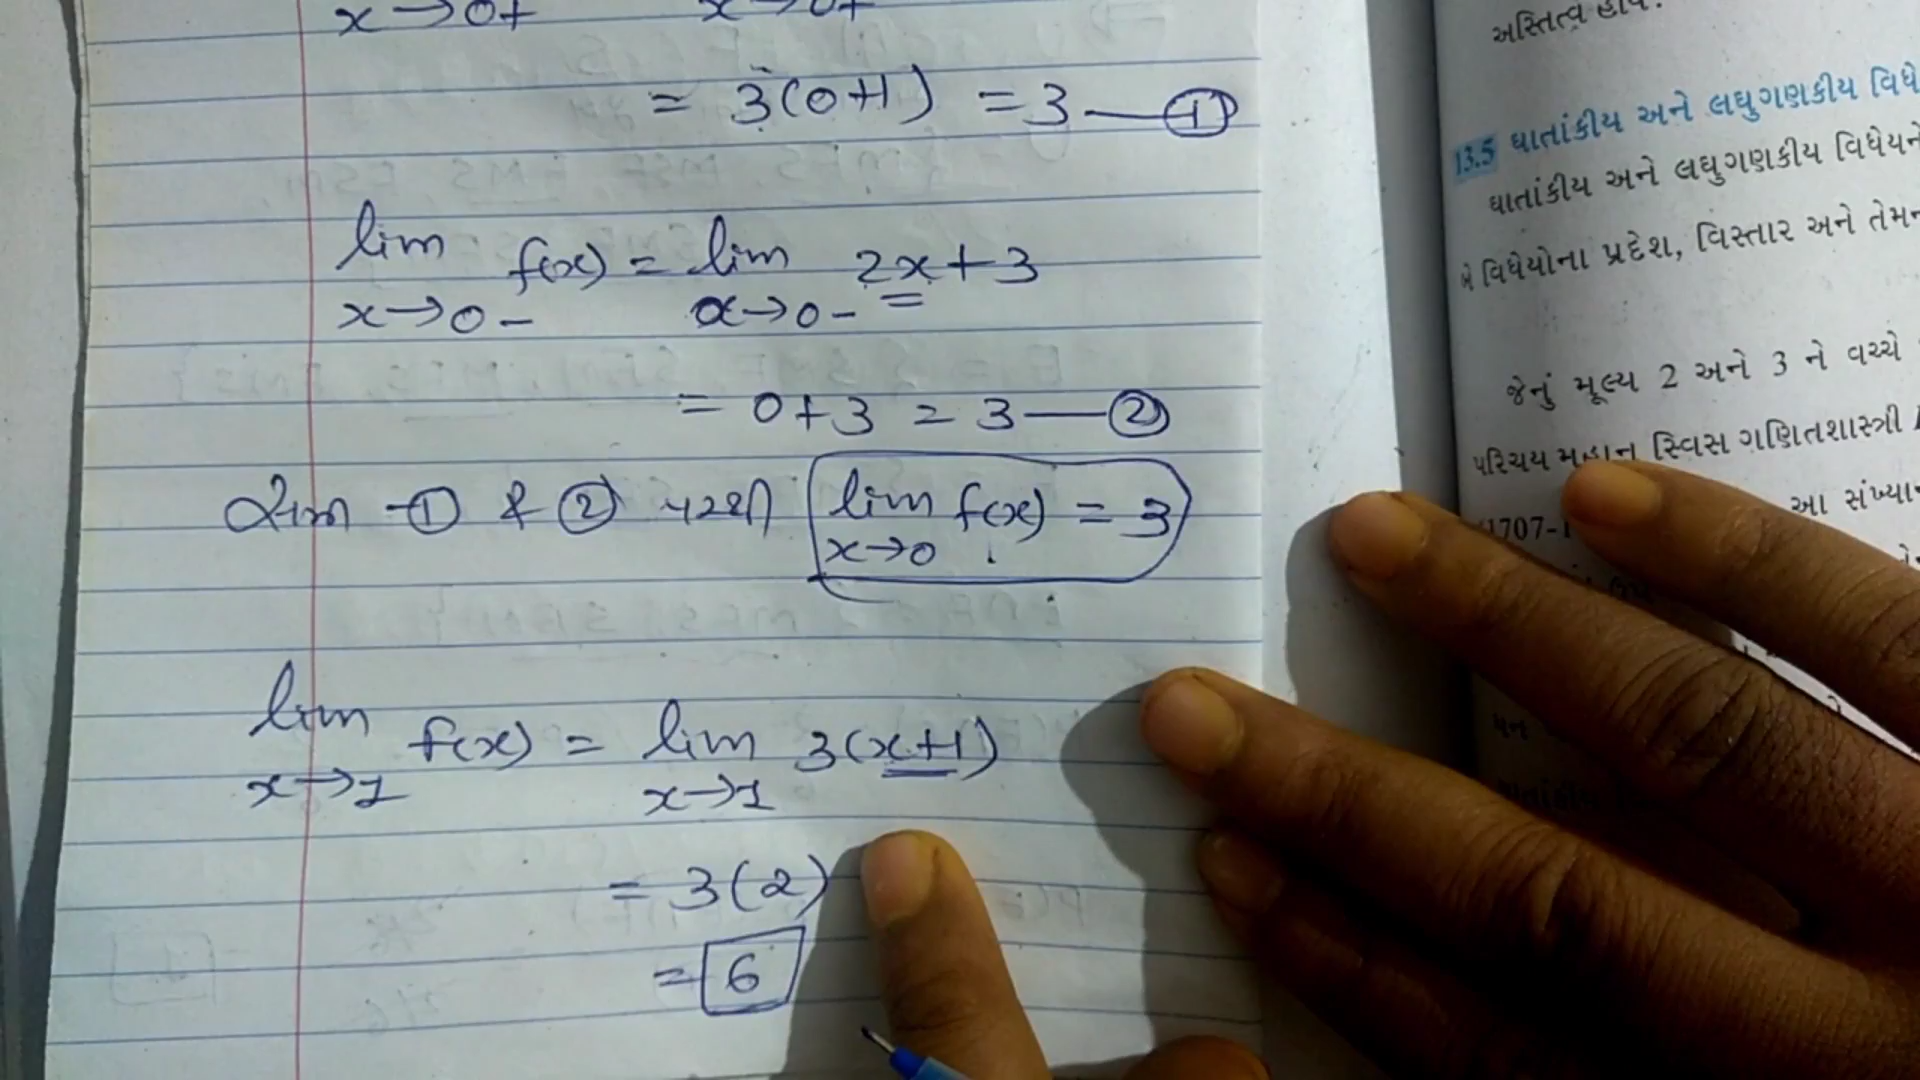 x→0+ x→0+
= 3(0+1) = 3 — ①
lim f(x) = lim 2x+3
x→0- x→0-
= 0+3 = 3 — ②
① & ② પરથી lim f(x) = 3
x→0
lim f(x) = lim 3(x+1)
x→1 x→1
= 3(2)
= 6
અસ્તિત્વ
13.5 ઘાતાંકીય અને લઘુગણકીય
ઘાતાંકીય અને લઘુગણકીય વિધેયને
બે વિધેયોના પ્રદેશ, વિસ્તાર અને
જેનું મૂલ્ય 2 અને 3 ને વચ્ચે
પરિચય મહાન સ્વિસ ગણિતશાસ્ત્રી
આ